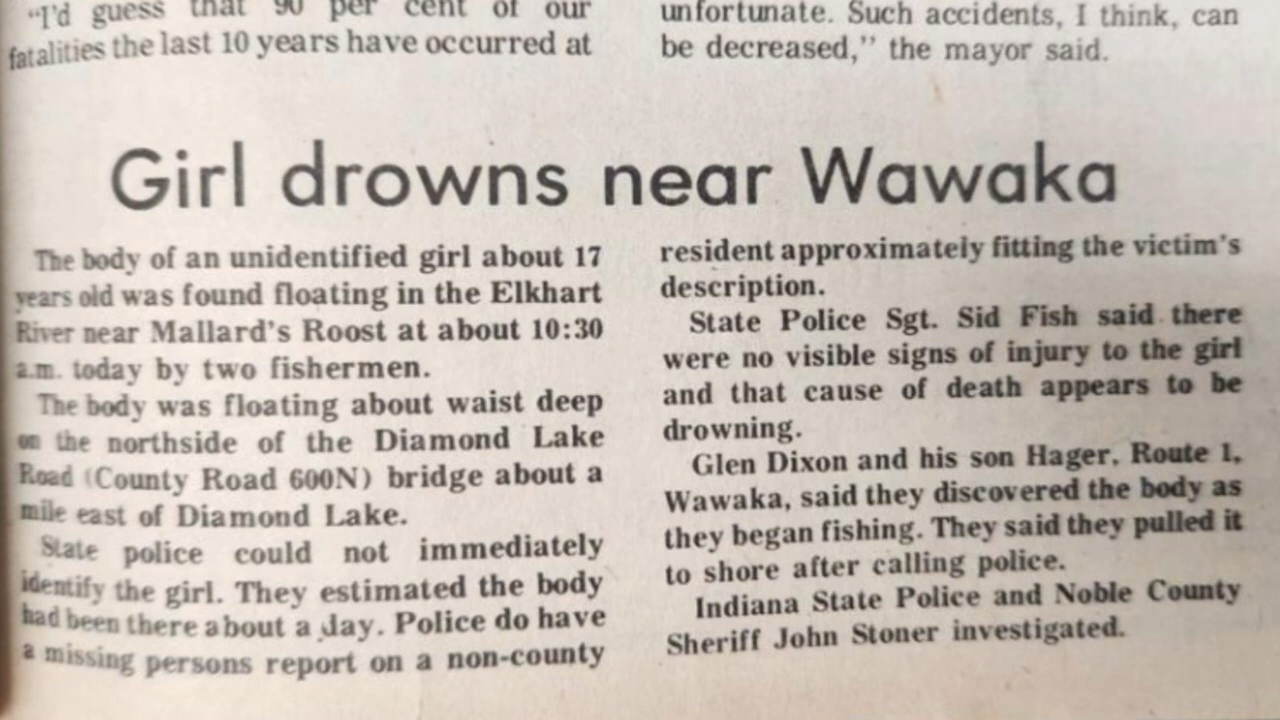 "I'd guess that 90 per cent of our
fatalities the last 10 years have occurred at
unfortunate. Such accidents, I think, can
be decreased," the mayor said.
Girl drowns near Wawaka
The body of an unidentified girl about 17
years old was found floating in the Elkhart
River near Mallard's Roost at about 10:30
a.m. today by two fishermen.
The body was floating about waist deep
on the northside of the Diamond Lake
Road (County Road 600N) bridge about a
mile east of Diamond Lake.
State police could not immediately
identify the girl. They estimated the body
had been there about a day. Police do have
a missing persons report on a non-county
resident approximately fitting the victim's
description.
State Police Sgt. Sid Fish said there
were no visible signs of injury to the girl
and that cause of death appears to be
drowning.
Glen Dixon and his son Hager, Route 1,
Wawaka, said they discovered the body as
they began fishing. They said they pulled it
to shore after calling police.
Indiana State Police and Noble County
Sheriff John Stoner investigated.